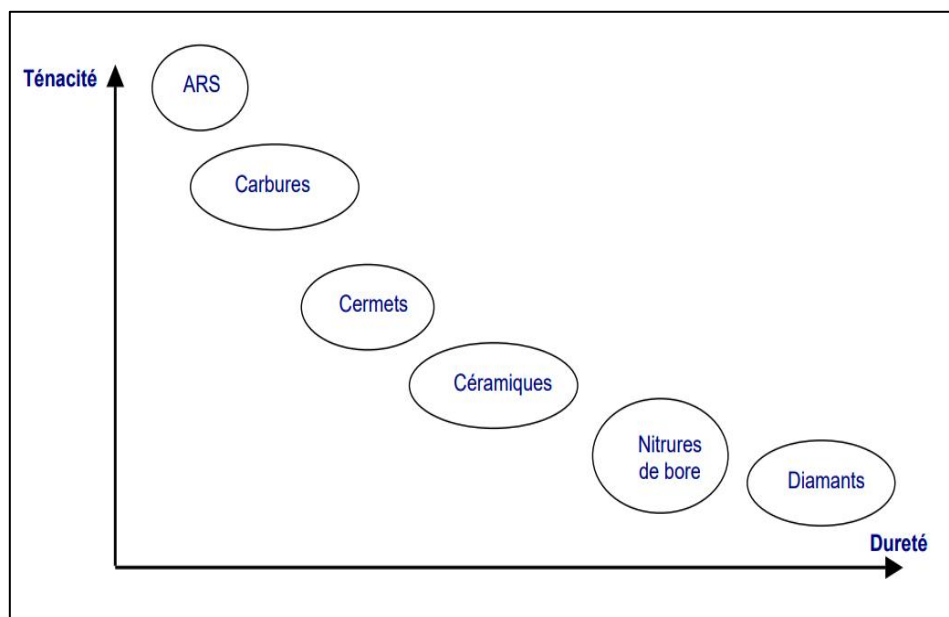 Ténacité
ARS
Carbures
Cermets
Céramiques
Nitrures
de bore
Diamants
Dureté